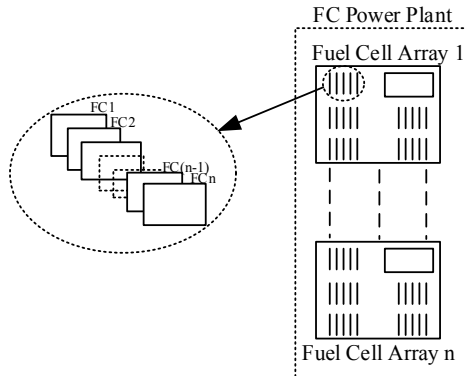 FC Power Plant
Fuel Cell Array 1
FC1
FC2
FC(n-1)
FCn
Fuel Cell Array n